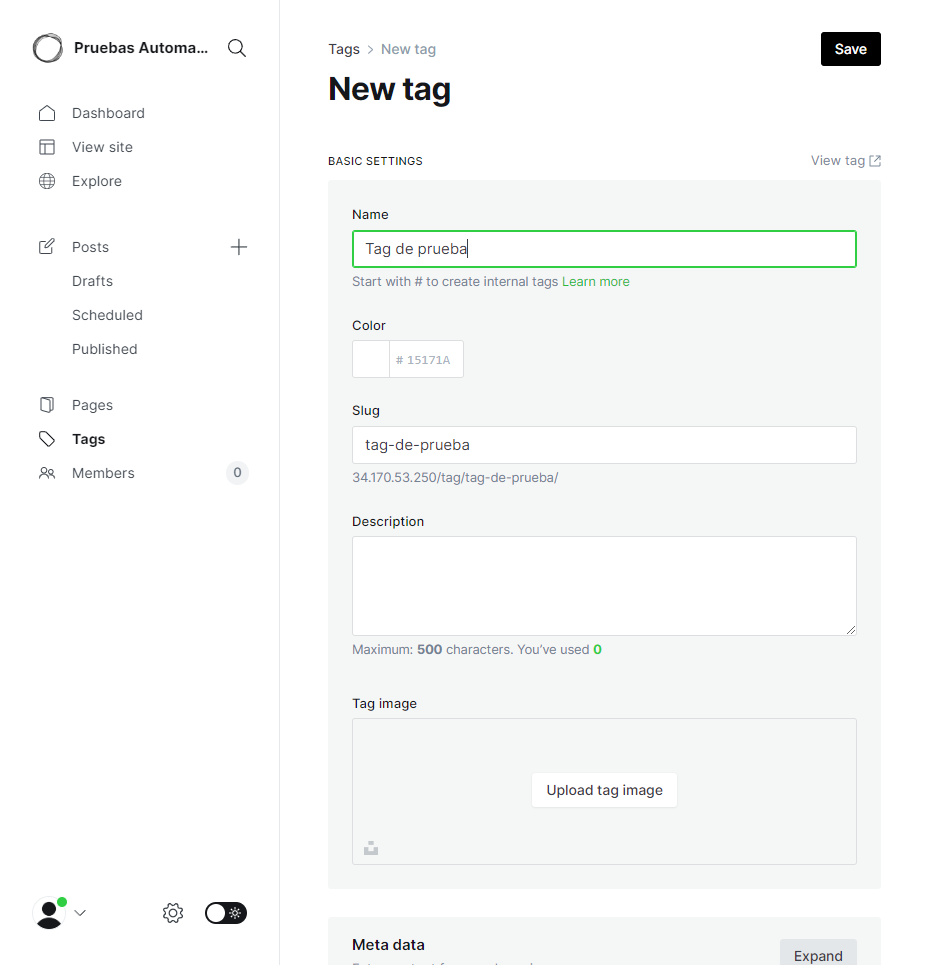 Pruebas Automa...
Dashboard
View site
Explore
Posts
Drafts
Scheduled
Published
Pages
Tags
Members
0
Tags > New tag
Save
New tag
BASIC SETTINGS
View tag
Name
Tag de prueba
Start with # to create internal tags Learn more
Color
# 15171A
Slug
tag-de-prueba
34.170.53.250/tag/tag-de-prueba/
Description
Maximum: 500 characters. You've used 0
Tag image
Upload tag image
Meta data
Expand